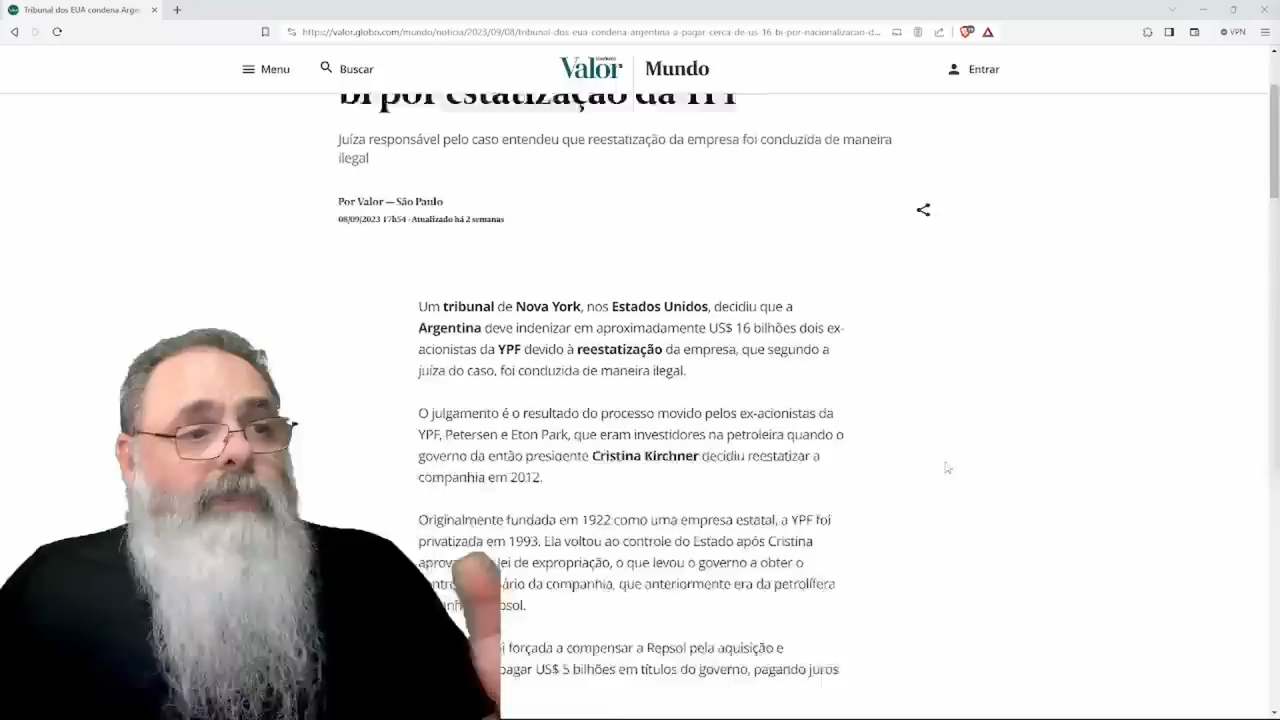 Tribunal dos EUA condena Arge
https://valor.globo.com/mundo/noticia/2023/09/08/tribunal-dos-eua-condena-argentina-a-pagar-cerca-de-us-16-bi-por-nacionalizacao-d...
VPN
Menu
Buscar
Valor
ECONÔMICO
Mundo
Entrar
bi por estatização da YPF
Juíza responsável pelo caso entendeu que reestatização da empresa foi conduzida de maneira
ilegal
Por Valor — São Paulo
08/09/2023 17h54 · Atualizado há 2 semanas
Um tribunal de Nova York, nos Estados Unidos, decidiu que a
Argentina deve indenizar em aproximadamente US$ 16 bilhões dois ex-
acionistas da YPF devido à reestatização da empresa, que segundo a
juíza do caso, foi conduzida de maneira ilegal.
O julgamento é o resultado do processo movido pelos ex-acionistas da
YPF, Petersen e Eton Park, que eram investidores na petroleira quando o
governo da então presidente Cristina Kirchner decidiu reestatizar a
companhia em 2012.
Originalmente fundada em 1922 como uma empresa estatal, a YPF foi
privatizada em 1993. Ela voltou ao controle do Estado após Cristina
lei de expropriação, o que levou o governo a obter o
da companhia, que anteriormente era da petrolífera
forçada a compensar a Repsol pela aquisição e
pagar US$ 5 bilhões em títulos do governo, pagando juros